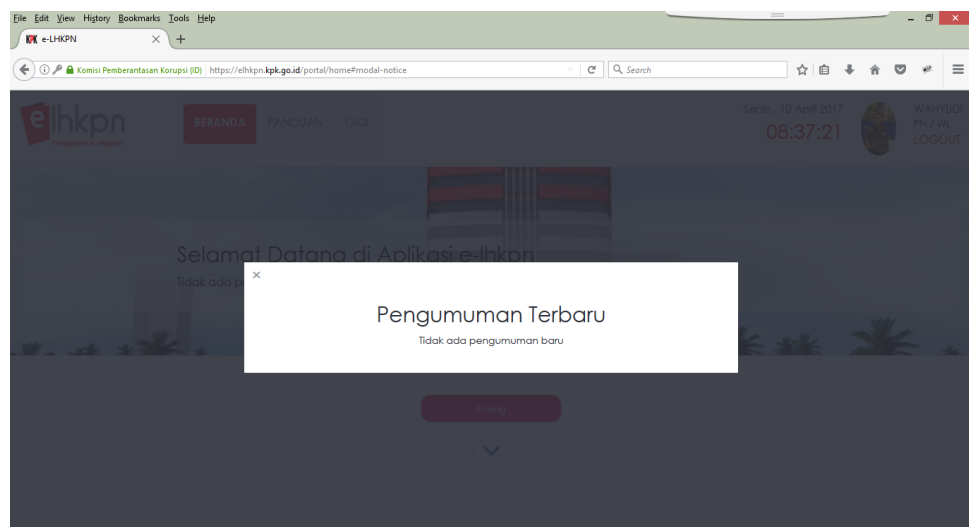 File Edit View History Bookmarks Tools Help
KPK e-LHKPN
Komisi Pemberantasan Korupsi (ID) https://elhkpn.kpk.go.id/portal/home#modal-notice
Search
elhkpn
BERANDA PANDUAN FAQ
Senin , 10 April 2017
08:37:21
WAHYUDI
PN / WL
LOGOUT
Selamat Datang di Aplikasi e-lhkpn
Tidak ada p
Pengumuman Terbaru
Tidak ada pengumuman baru